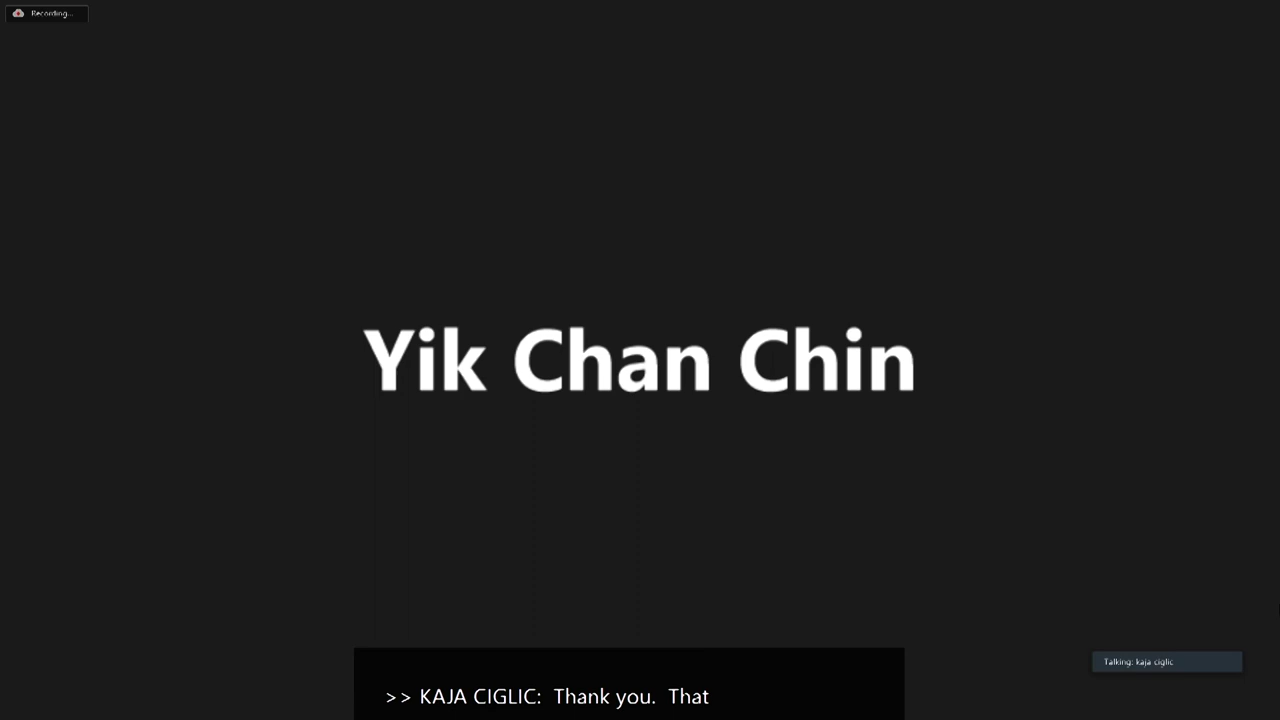 Recording...
Yik Chan Chin
Talking: kaja ciglic
>> KAJA CIGLIC:  Thank you.  That